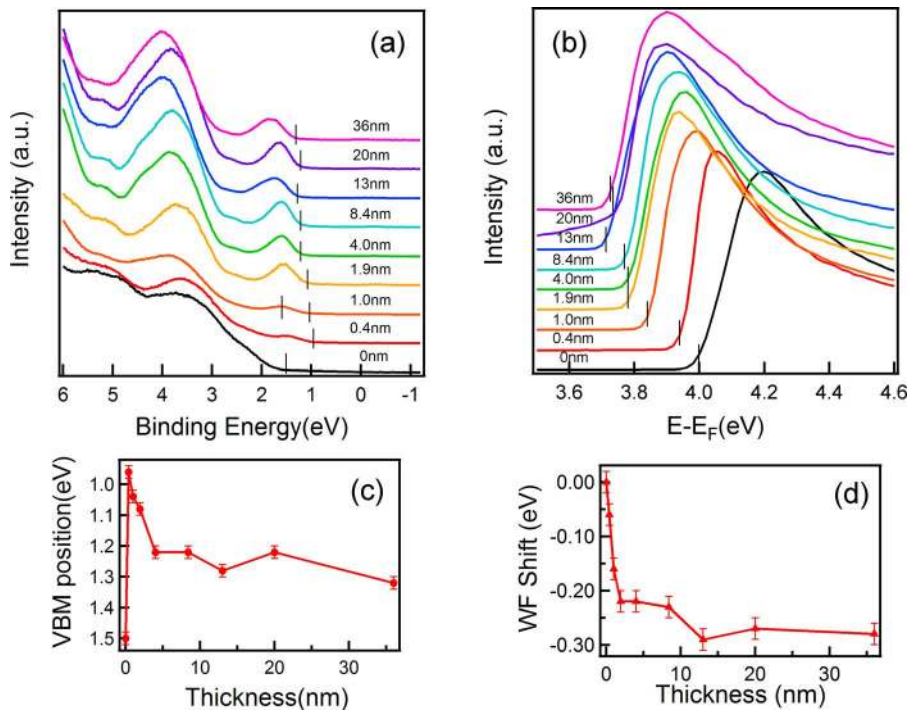 (a)
Intensity (a.u.)
36nm
20nm
13nm
8.4nm
4.0nm
1.9nm
1.0nm
0.4nm
0nm
6 5 4 3 2 1 0 -1
Binding Energy(eV)
(b)
Intensity (a.u.)
36nm
20nm
13nm
8.4nm
4.0nm
1.9nm
1.0nm
0.4nm
0nm
3.6 3.8 4.0 4.2 4.4 4.6
E-EF(eV)
(c)
VBM position(eV)
1.0
1.1
1.2
1.3
1.4
1.5
0 10 20 30
Thickness(nm)
(d)
WF Shift (eV)
0.00
-0.10
-0.20
-0.30
0 10 20 30
Thickness (nm)